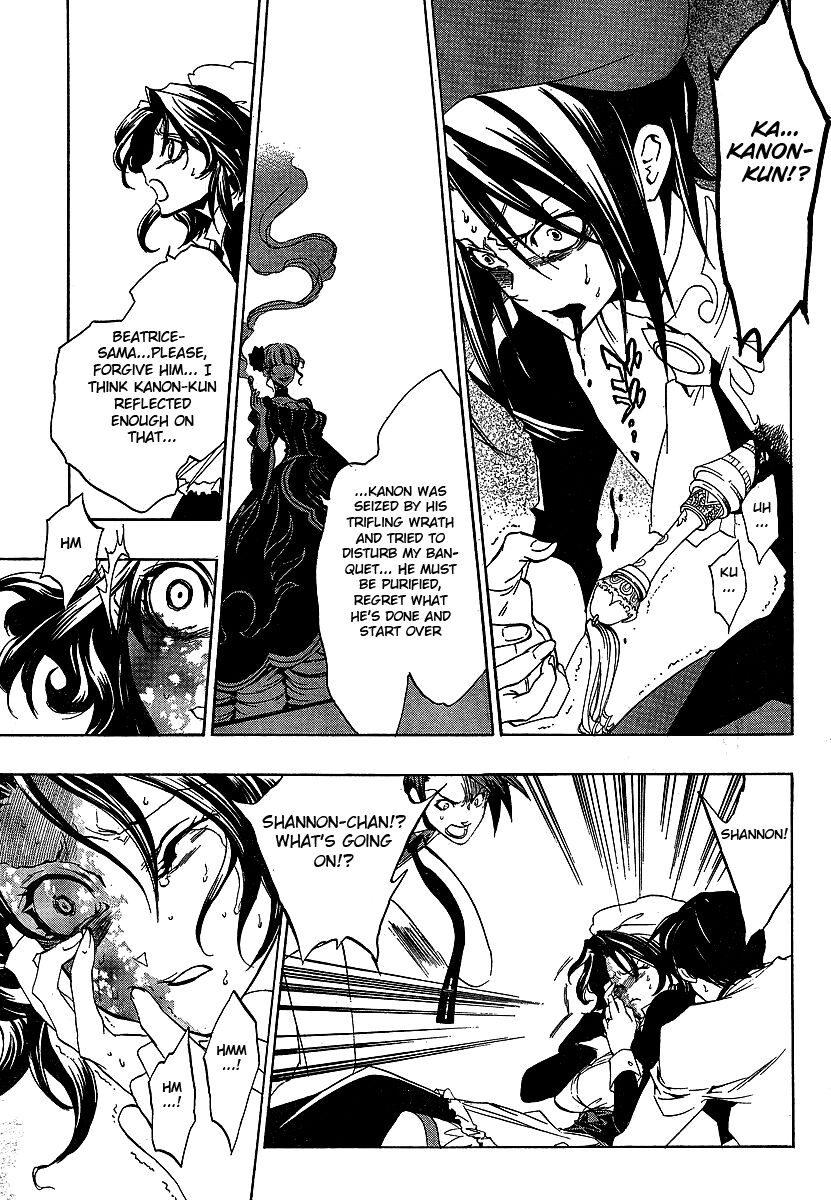 KA...
KANON-
KUN!?
UH
...
KU
...
...KANON WAS
SEIZED BY HIS
TRIFLING WRATH
AND TRIED TO
DISTURB MY BAN-
QUET... HE MUST
BE PURIFIED,
REGRET WHAT
HE'S DONE AND
START OVER
BEATRICE-
SAMA...PLEASE,
FORGIVE HIM... I
THINK KANON-KUN
REFLECTED
ENOUGH ON
THAT...
HM
SHANNON!
SHANNON-CHAN!?
WHAT'S GOING
ON!?
HMM
...!
HM
...!